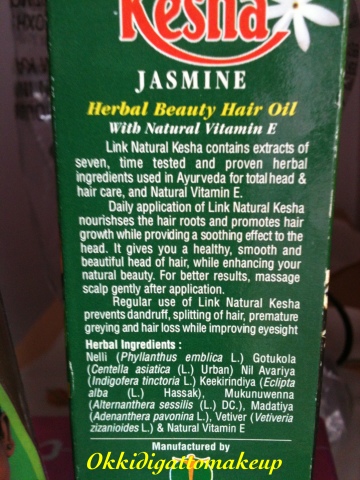 Kesha
JASMINE
Herbal Beauty Hair Oil
With Natural Vitamin E
Link Natural Kesha contains extracts of
seven, time tested and proven herbal
ingredients used in Ayurveda for total head &
hair care, and Natural Vitamin E.
Daily application of Link Natural Kesha
nourishses the hair roots and promotes hair
growth while providing a soothing effect to the
head. It gives you a healthy, smooth and
beautiful head of hair, while enhancing your
natural beauty. For better results, massage
scalp gently after application.
Regular use of Link Natural Kesha
prevents dandruff, splitting of hair, premature
greying and hair loss while improving eyesight
Herbal Ingredients :
Nelli (Phyllanthus emblica L.) Gotukola
(Centella asiatica (L.) Urban) Nil Avariya
(Indigofera tinctoria L.) Keekirindiya (Eclipta
alba (L.) Hassak), Mukunuwenna
(Alternanthera sessilis (L.) DC.), Madatiya
(Adenanthera pavonina L.), Vetiver (Vetiveria
zizanioides L.) & Natural Vitamin E
Manufactured by
Okkidigattomakeup